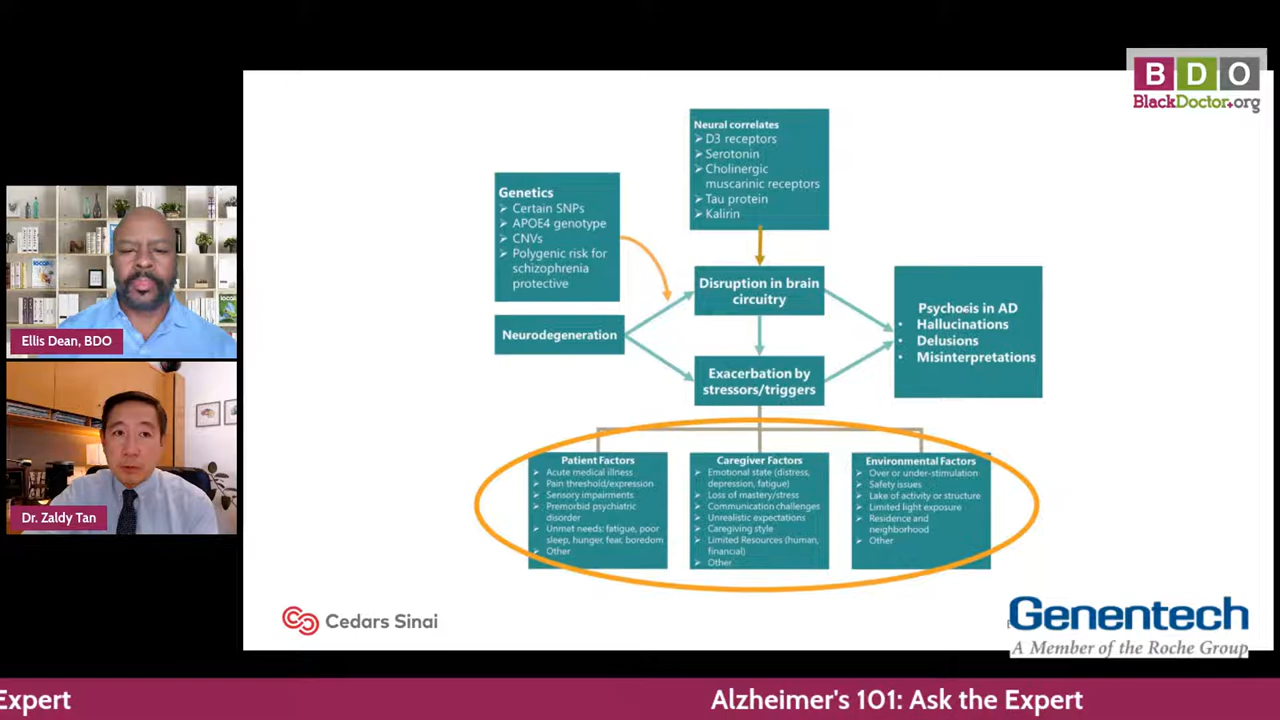 BDO
BlackDoctor.org
Neural correlates
➢ D3 receptors
➢ Serotonin
➢ Cholinergic
muscarinic receptors
➢ Tau protein
➢ Kalirin
Genetics
➢ Certain SNPs
➢ APOE4 genotype
➢ CNVs
➢ Polygenic risk for
schizophrenia
protective
Disruption in brain
circuitry
Neurodegeneration
Psychosis in AD
• Hallucinations
• Delusions
• Misinterpretations
Exacerbation by
stressors/triggers
Patient Factors
➢ Acute medical illness
➢ Pain threshold/expression
➢ Sensory impairments
➢ Premorbid psychiatric
disorder
➢ Unmet needs: fatigue, poor
sleep, hunger, fear, boredom
➢ Other
Caregiver Factors
➢ Emotional state (distress,
depression, fatigue)
➢ Loss of mastery/stress
➢ Communication challenges
➢ Unrealistic expectations
➢ Caregiving style
➢ Limited Resources (human,
financial)
➢ Other
Environmental Factors
➢ Over or under-stimulation
➢ Safety issues
➢ Lake of activity or structure
➢ Limited light exposure
➢ Residence and
neighborhood
➢ Other
Ellis Dean, BDO
Dr. Zaldy Tan
Cedars Sinai
Genentech
A Member of the Roche Group
Expert
Alzheimer's 101: Ask the Expert